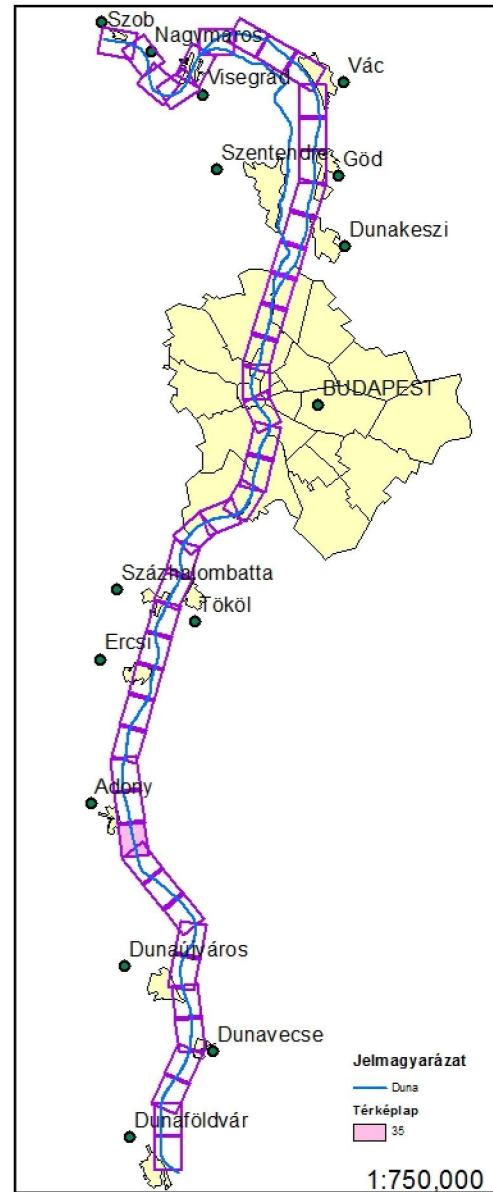 Szob
Nagymaros
Visegrád
Vác
Szentendre
Göd
Dunakeszi
BUDAPEST
Százhalombatta
Tököl
Ercsi
Adony
Dunaújváros
Dunavecse
Dunaföldvár
Jelmagyarázat
Duna
Térképlap
35
1:750,000